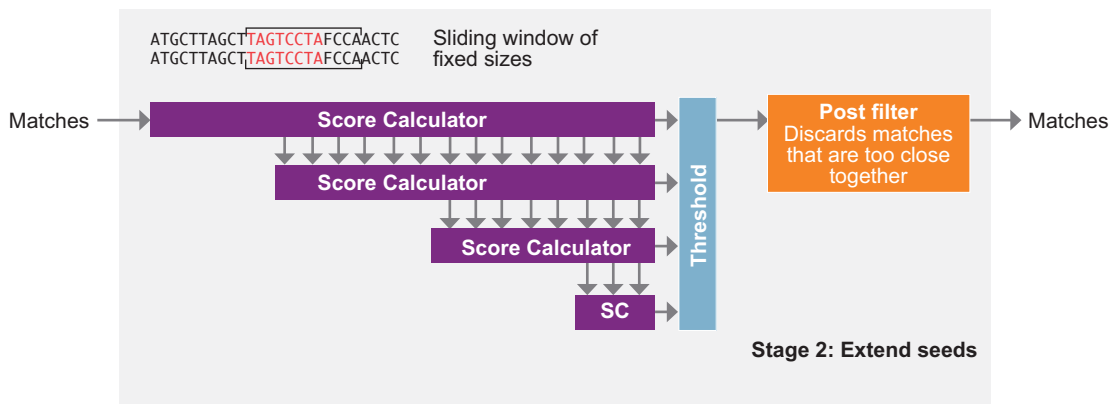 ATGCTTAGCTTAGTCCTAFCCAACTC
ATGCTTAGCTTAGTCCTAFCCAACTC
Sliding window of
fixed sizes
Matches
Score Calculator
Score Calculator
Score Calculator
SC
Threshold
Post filter
Discards matches
that are too close
together
Matches
Stage 2: Extend seeds